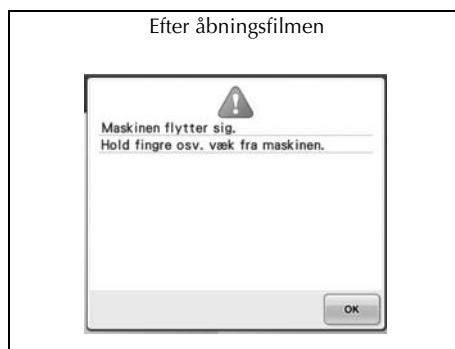 Efter åbningsfilmen
Maskinen flytter sig.
Hold fingre osv. væk fra maskinen.
OK